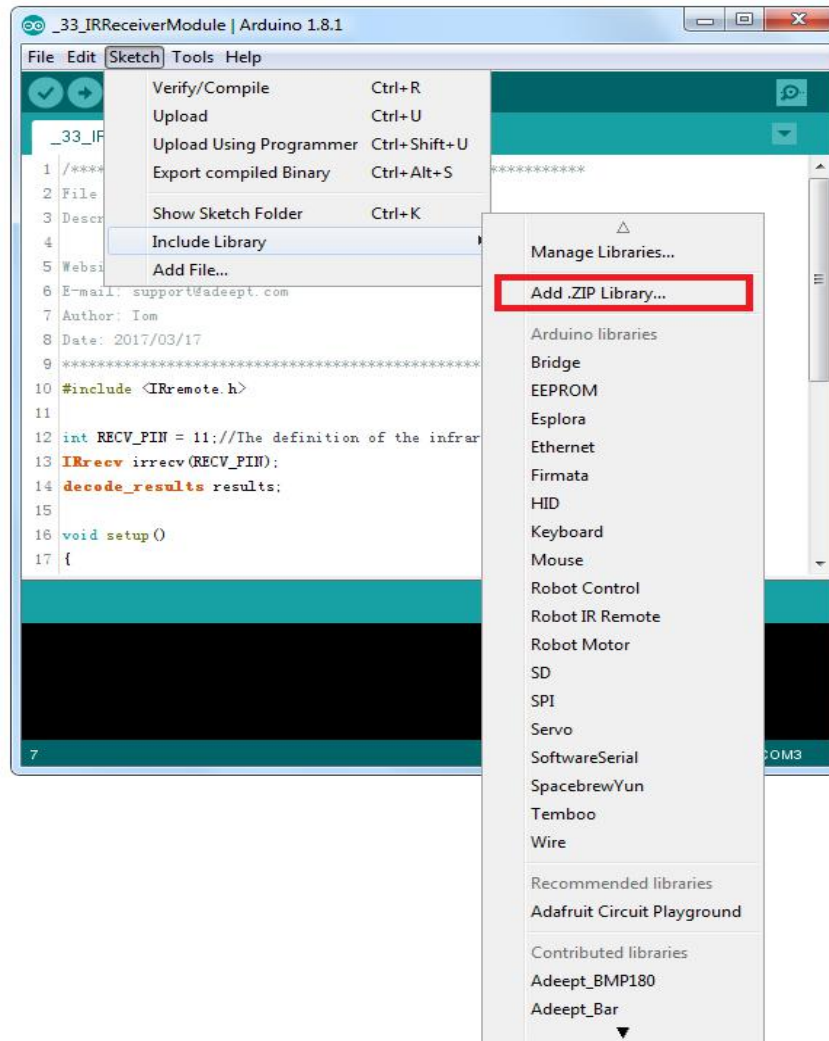 _33_IRReceiverModule | Arduino 1.8.1
File Edit Sketch Tools Help
Verify/Compile Ctrl+R
Upload Ctrl+U
Upload Using Programmer Ctrl+Shift+U
Export compiled Binary Ctrl+Alt+S
Show Sketch Folder Ctrl+K
Include Library
Add File...
Manage Libraries...
Add .ZIP Library...
Arduino libraries
Bridge
EEPROM
Esplora
Ethernet
Firmata
HID
Keyboard
Mouse
Robot Control
Robot IR Remote
Robot Motor
SD
SPI
Servo
SoftwareSerial
SpacebrewYun
Temboo
Wire
Recommended libraries
Adafruit Circuit Playground
Contributed libraries
Adeept_BMP180
Adeept_Bar
_33_IF
1 /****
2 File
3 Descr
4
5 Websi
6 E-mail: support@adeept.com
7 Author: Tom
8 Date: 2017/03/17
9 **************************************************
10 #include <IRremote.h>
11
12 int RECV_PIN = 11;//The definition of the infrar
13 IRrecv irrecv(RECV_PIN);
14 decode_results results;
15
16 void setup()
17 {
7
COM3